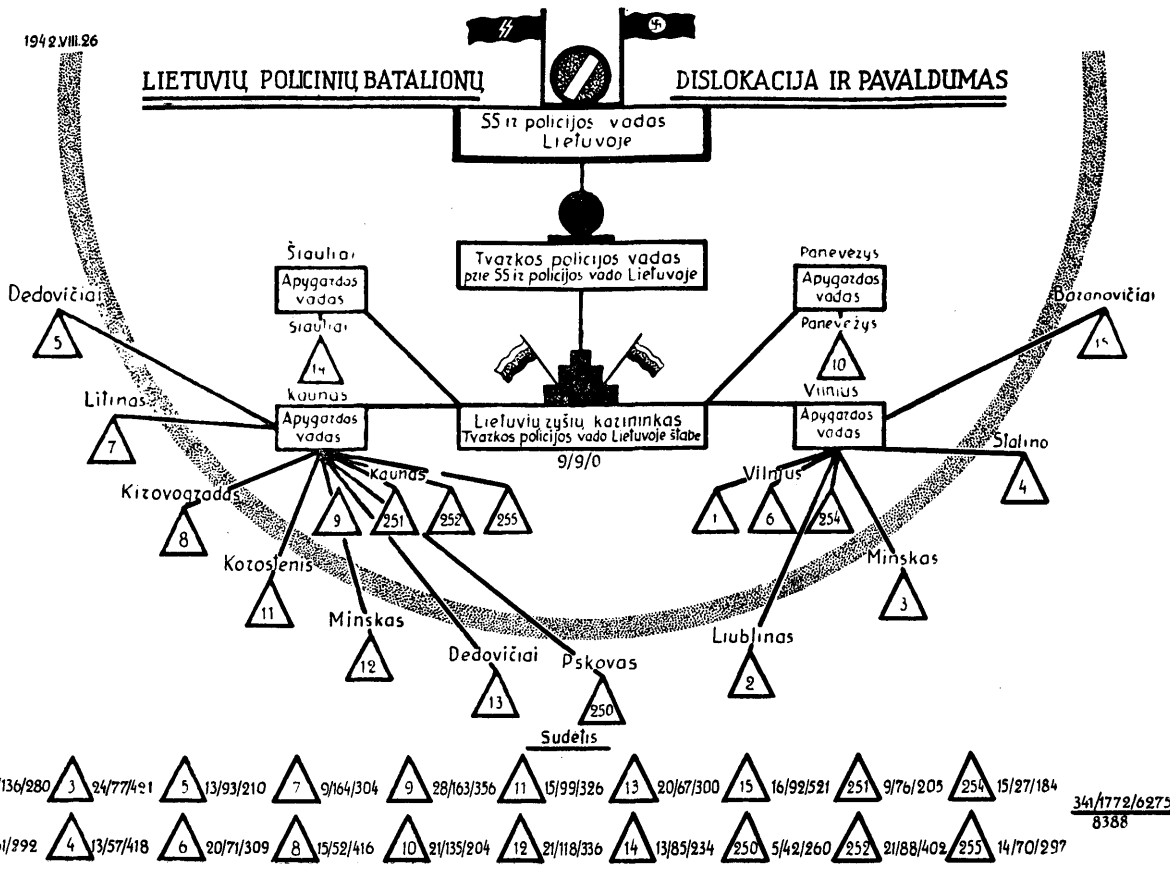 1942.VIII.26
LIETUVIŲ POLICINIŲ BATALIONŲ DISLOKACIJA IR PAVALDUMAS
SS ir policijos vadas
Lietuvoje
Tvarkos policijos vadas
prie SS ir policijos vado Lietuvoje
Šiauliai
Apygardos
vadas
Šiauliai
14
Panevėžys
Apygardos
vadas
Panevėžys
10
Dedovičiai
5
Baranovičiai
15
Kaunas
Apygardos
vadas
Lietuvių ryšių karininkas
Tvarkos policijos vado Lietuvoje štabe
9/9/0
Vilnius
Apygardos
vadas
Litinas
7
Stalino
4
Kirovogradas
8
Kaunas
9 251 252 255
Vilnius
1 6 254
Korostenis
11
Minskas
12
Dedovičiai
13
Pskovas
250
Liublinas
2
Minskas
3
Sudėtis
/136/280 3 24/77/421 5 13/93/210 7 9/164/304 9 28/163/356 11 15/99/326 13 20/67/300 15 16/92/521 251 9/76/205 254 15/27/184
1/292 4 13/57/418 6 20/71/309 8 15/52/416 10 21/135/204 12 21/118/336 14 13/85/234 250 5/42/260 252 21/88/402 255 14/70/297
341/1772/6275
8388